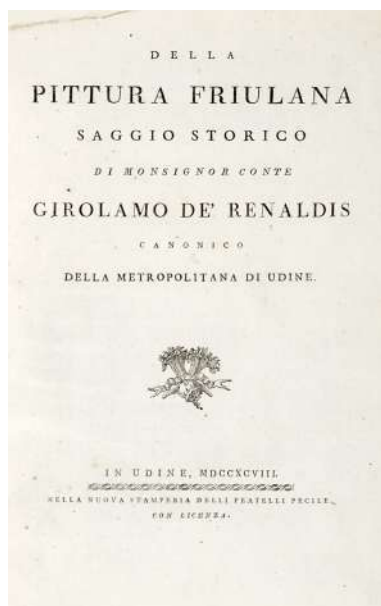 DELLA
PITTURA FRIULANA
SAGGIO STORICO
DI MONSIGNOR CONTE
GIROLAMO DE' RENALDIS
CANONICO
DELLA METROPOLITANA DI UDINE.
IN UDINE, MDCCXCVIII.
NELLA NUOVA STAMPERIA DELLI FRATELLI PECILE.
CON LICENZA.